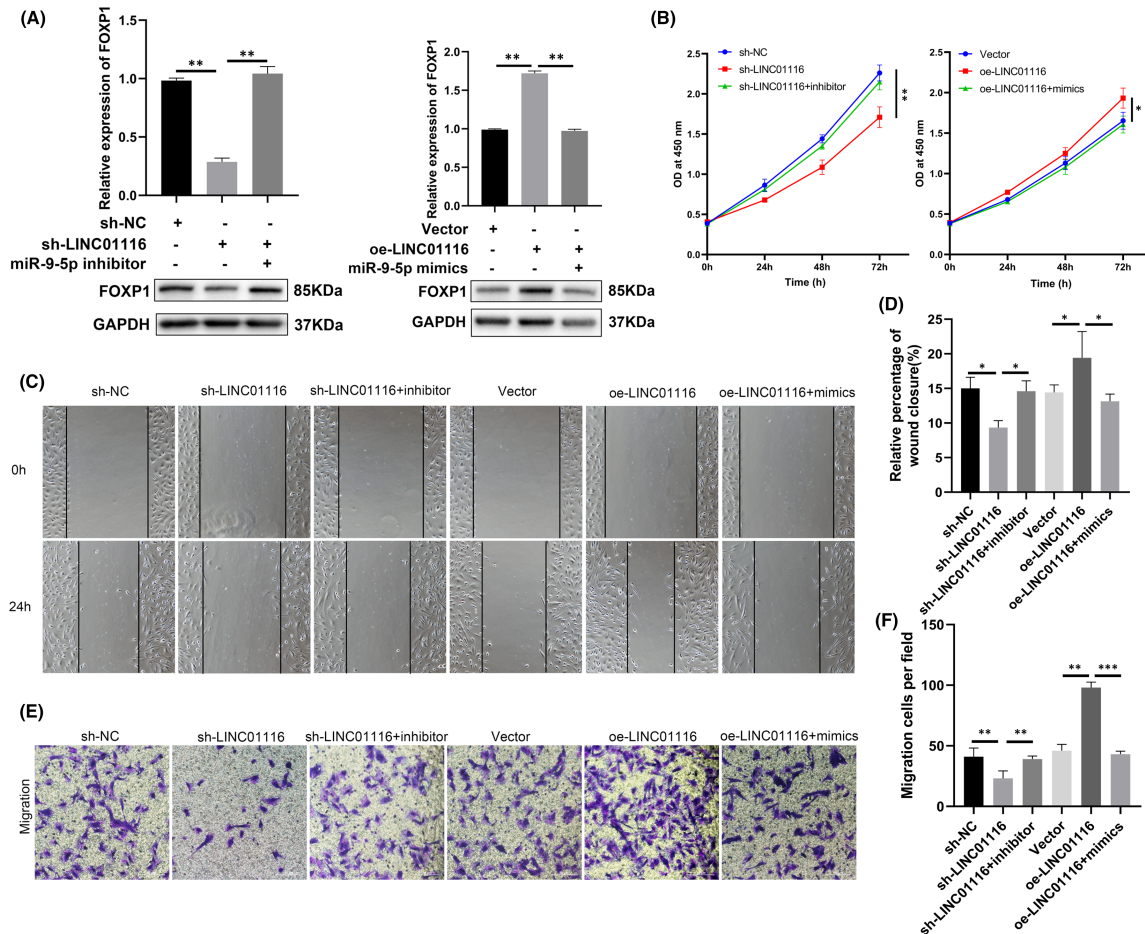 (A)
Relative expression of FOXP1
1.5
1.0
0.5
0.0
** **
sh-NC + - -
sh-LINC01116 - + +
miR-9-5p inhibitor - - +
FOXP1 85KDa
GAPDH 37KDa
Relative expression of FOXP1
2.0
1.5
1.0
0.5
0.0
** **
Vector + - -
oe-LINC01116 - + +
miR-9-5p mimics - - +
FOXP1 85KDa
GAPDH 37KDa
(B)
sh-NC
sh-LINC01116
sh-LINC01116+inhibitor
OD at 450 nm
2.5
2.0
1.5
1.0
0.5
0.0
**
0h 24h 48h 72h
Time (h)
Vector
oe-LINC01116
oe-LINC01116+mimics
OD at 450 nm
2.5
2.0
1.5
1.0
0.5
0.0
*
0h 24h 48h 72h
Time (h)
(C)
sh-NC sh-LINC01116 sh-LINC01116+inhibitor Vector oe-LINC01116 oe-LINC01116+mimics
0h
24h
(D)
Relative percentage of
wound closure(%)
25
20
15
10
5
0
* * * *
sh-NC
sh-LINC01116
sh-LINC01116+inhibitor
Vector
oe-LINC01116
oe-LINC01116+mimics
(E)
sh-NC sh-LINC01116 sh-LINC01116+inhibitor Vector oe-LINC01116 oe-LINC01116+mimics
Migration
(F)
Migration cells per field
150
100
50
0
** ** ** ***
sh-NC
sh-LINC01116
sh-LINC01116+inhibitor
Vector
oe-LINC01116
oe-LINC01116+mimics